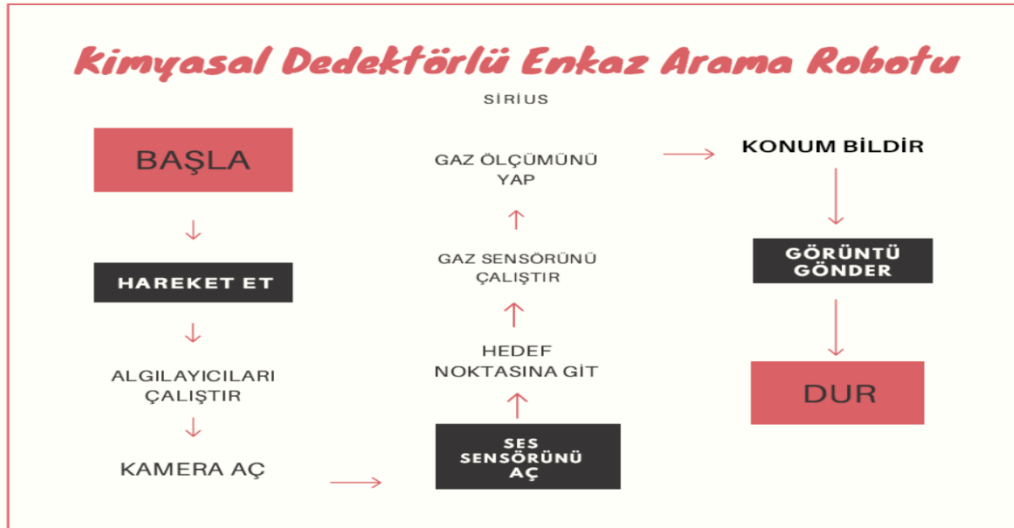 Kimyasal Dedektörlü Enkaz Arama Robotu
SİRİUS
BAŞLA
HAREKET ET
ALGILAYICILARI
ÇALIŞTIR
KAMERA AÇ
SES
SENSÖRÜNÜ
AÇ
HEDEF
NOKTASINA GİT
GAZ SENSÖRÜNÜ
ÇALIŞTIR
GAZ ÖLÇÜMÜNÜ
YAP
KONUM BİLDİR
GÖRÜNTÜ
GÖNDER
DUR